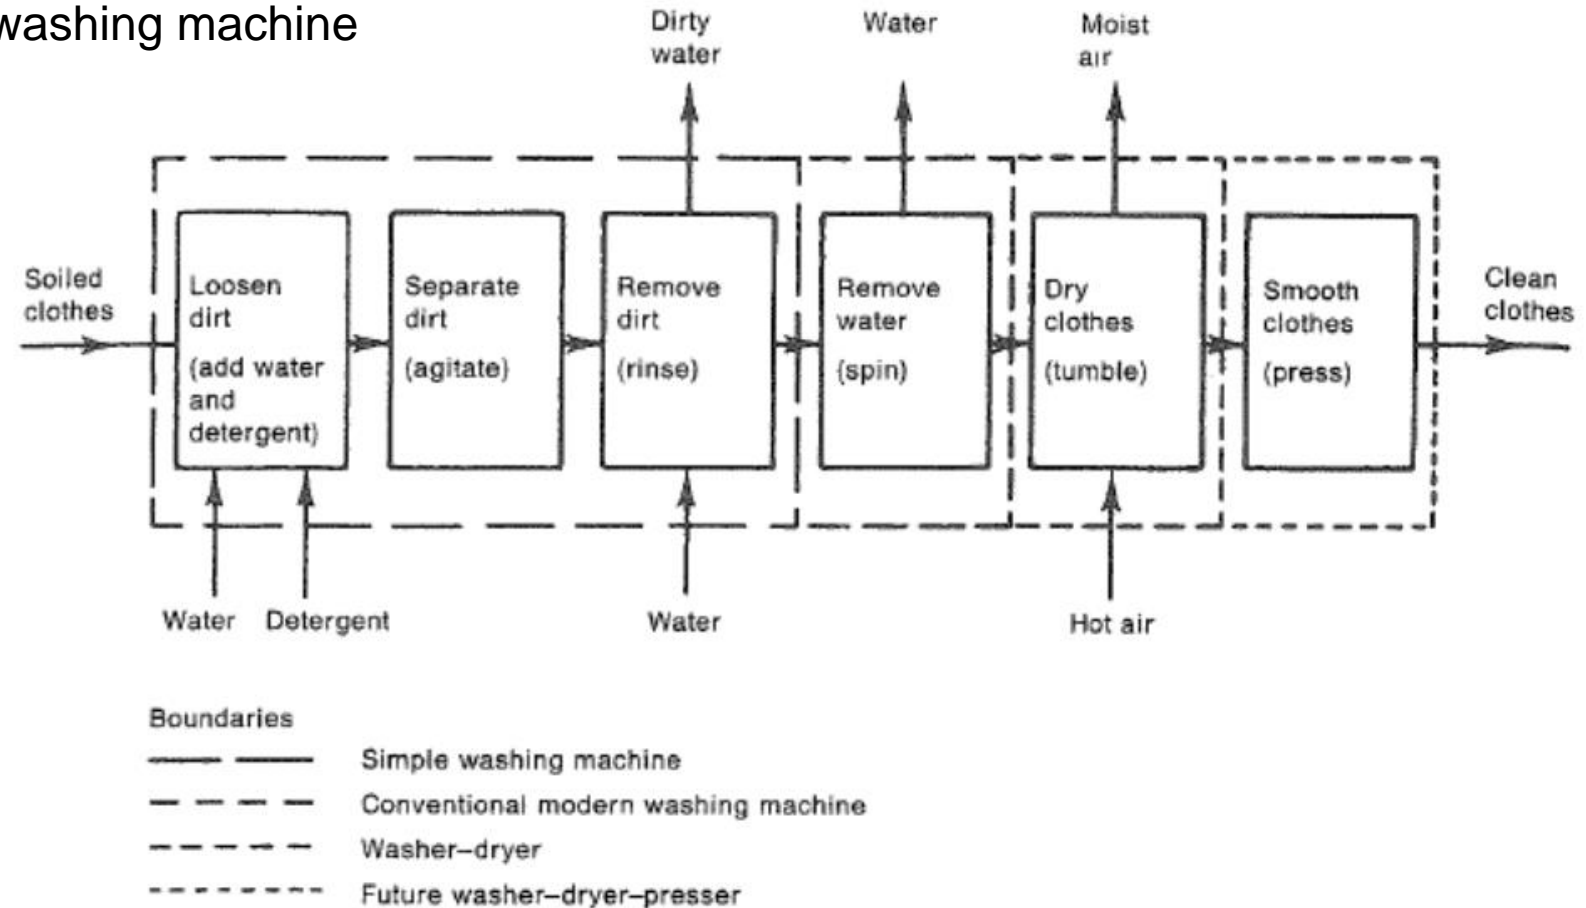 washing machine
Dirty
water
Water
Moist
air
Soiled
clothes
Loosen
dirt
(add water
and
detergent)
Separate
dirt
(agitate)
Remove
dirt
(rinse)
Remove
water
(spin)
Dry
clothes
(tumble)
Smooth
clothes
(press)
Clean
clothes
Water
Detergent
Water
Hot air
Boundaries
Simple washing machine
Conventional modern washing machine
Washer–dryer
Future washer–dryer–presser